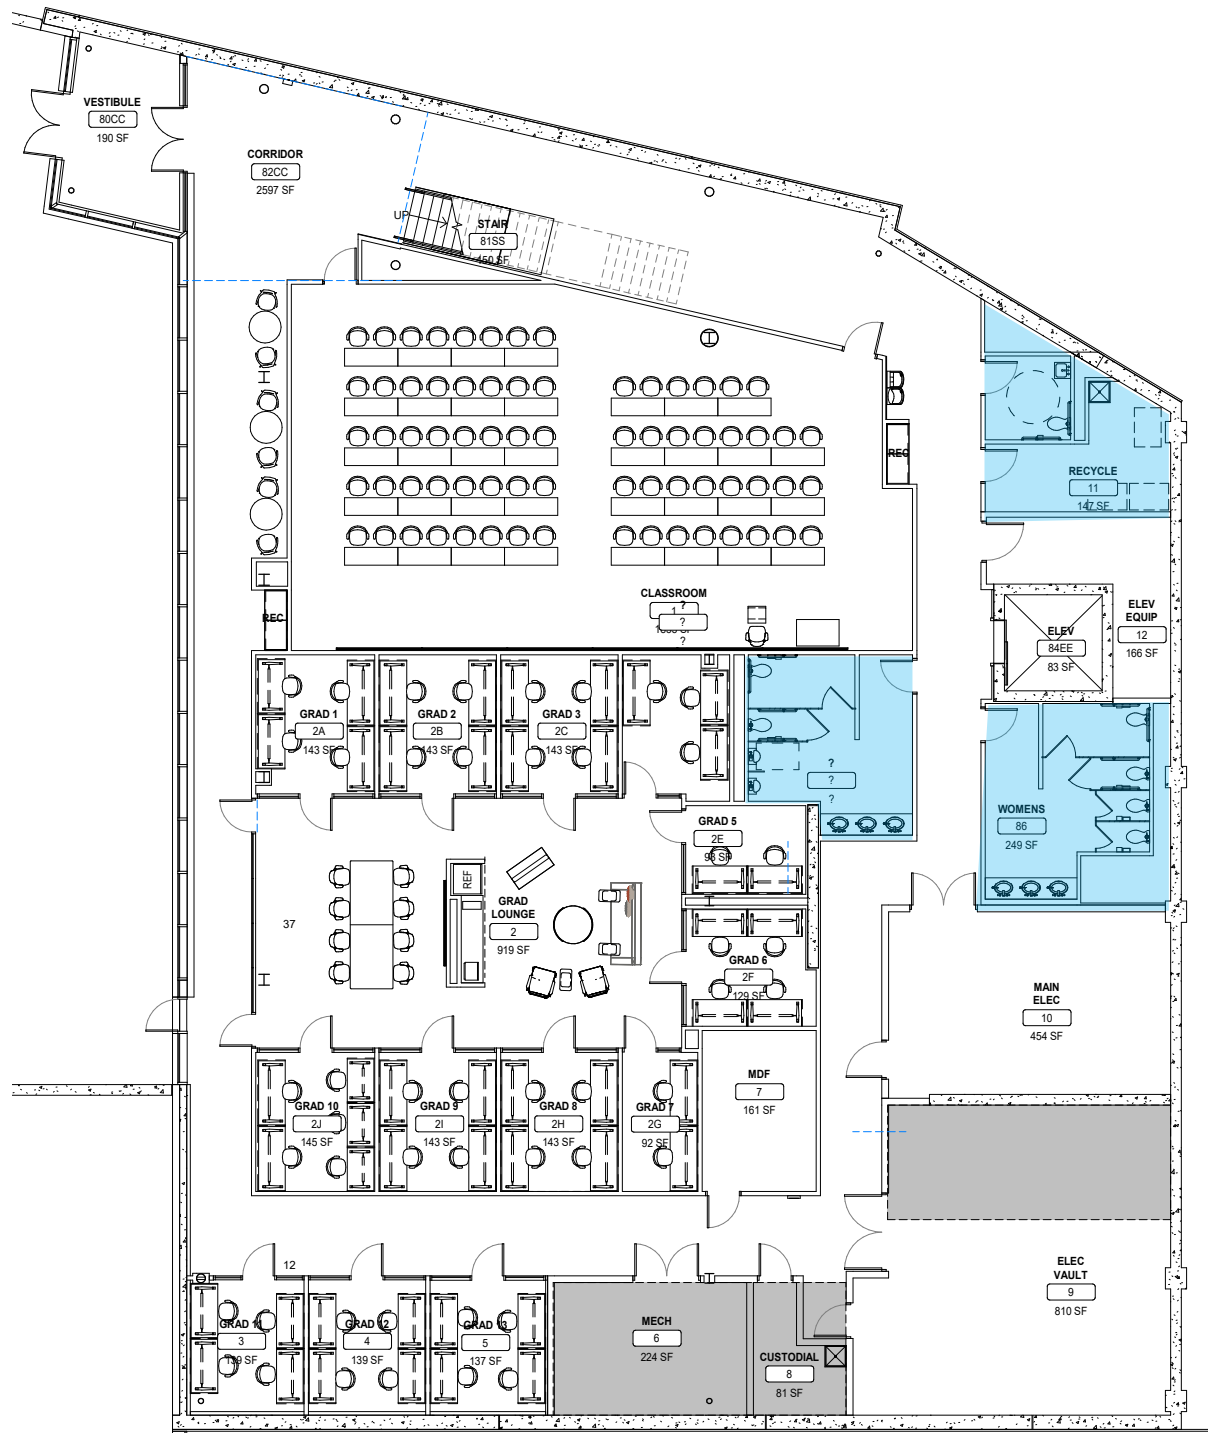 VESTIBULE
80CC
190 SF
CORRIDOR
82CC
2597 SF
UP
STAIR
81SS
450 SF
REC
RECYCLE
11
147 SF
CLASSROOM
1
?
?
?
REC
ELEV
84EE
83 SF
ELEV
EQUIP
12
166 SF
GRAD 1
2A
143 SF
GRAD 2
2B
143 SF
GRAD 3
2C
143 SF
?
?
?
WOMENS
86
249 SF
GRAD 5
2E
93 SF
REF
GRAD
LOUNGE
2
919 SF
37
GRAD 6
2F
129 SF
MAIN
ELEC
10
454 SF
MDF
7
161 SF
GRAD 10
2J
145 SF
GRAD 9
2I
143 SF
GRAD 8
2H
143 SF
GRAD 7
2G
92 SF
12
ELEC
VAULT
9
810 SF
GRAD 11
3
139 SF
GRAD 12
4
139 SF
GRAD 13
5
137 SF
MECH
6
224 SF
CUSTODIAL
8
81 SF